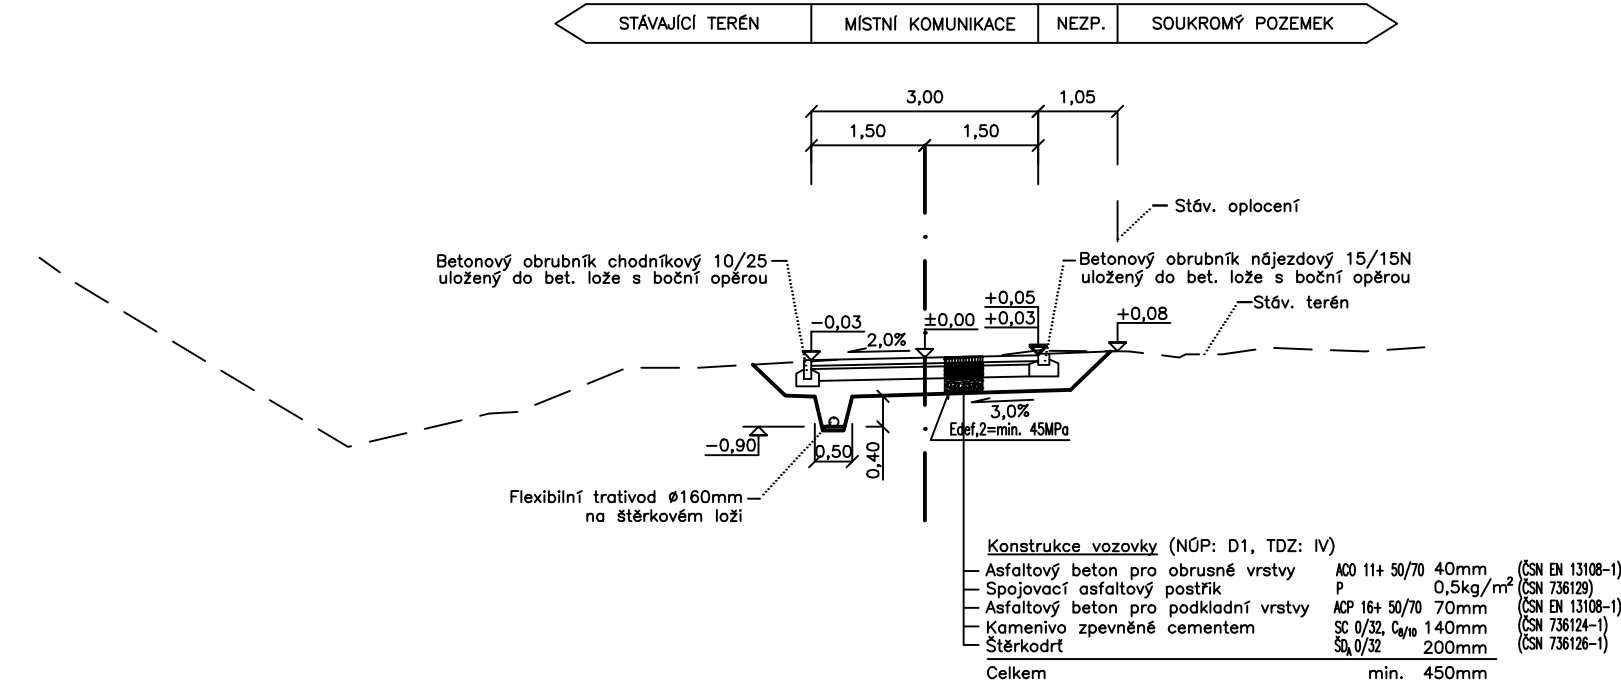 STÁVAJÍCÍ TERÉN MÍSTNÍ KOMUNIKACE NEZP. SOUKROMÝ POZEMEK
3,00 1,05
1,50 1,50
Stáv. oplocení
Betonový obrubník chodníkový 10/25
uložený do bet. lože s boční opěrou
Betonový obrubník nájezdový 15/15N
uložený do bet. lože s boční opěrou
Stáv. terén
+0,05
-0,03 ±0,00 +0,03 +0,08
2,0%
3,0%
Edef,2=min. 45MPa
-0,90 0,50 0,40
Flexibilní trativod Ø160mm
na štěrkovém loži
Konstrukce vozovky (NÚP: D1, TDZ: IV)
Asfaltový beton pro obrusné vrstvy ACO 11+ 50/70 40mm (ČSN EN 13108-1)
Spojovací asfaltový postřik P 0,5kg/m² (ČSN 736129)
Asfaltový beton pro podkladní vrstvy ACP 16+ 50/70 70mm (ČSN EN 13108-1)
Kamenivo zpevněné cementem SC 0/32, C8/10 140mm (ČSN 736124-1)
Štěrkodrť ŠDA 0/32 200mm (ČSN 736126-1)
Celkem min. 450mm